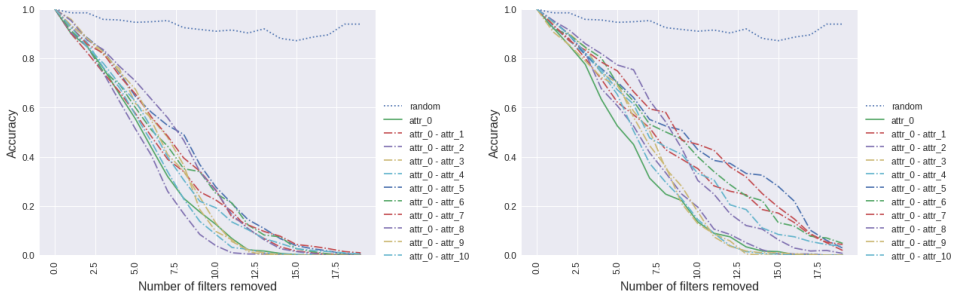 1.0
0.8
0.6
0.4
0.2
0.0
Accuracy
0.0
2.5
5.0
7.5
10.0
12.5
15.0
17.5
Number of filters removed
random
attr_0
attr_0 - attr_1
attr_0 - attr_2
attr_0 - attr_3
attr_0 - attr_4
attr_0 - attr_5
attr_0 - attr_6
attr_0 - attr_7
attr_0 - attr_8
attr_0 - attr_9
attr_0 - attr_10
1.0
0.8
0.6
0.4
0.2
0.0
Accuracy
0.0
2.5
5.0
7.5
10.0
12.5
15.0
17.5
Number of filters removed
random
attr_0
attr_0 - attr_1
attr_0 - attr_2
attr_0 - attr_3
attr_0 - attr_4
attr_0 - attr_5
attr_0 - attr_6
attr_0 - attr_7
attr_0 - attr_8
attr_0 - attr_9
attr_0 - attr_10